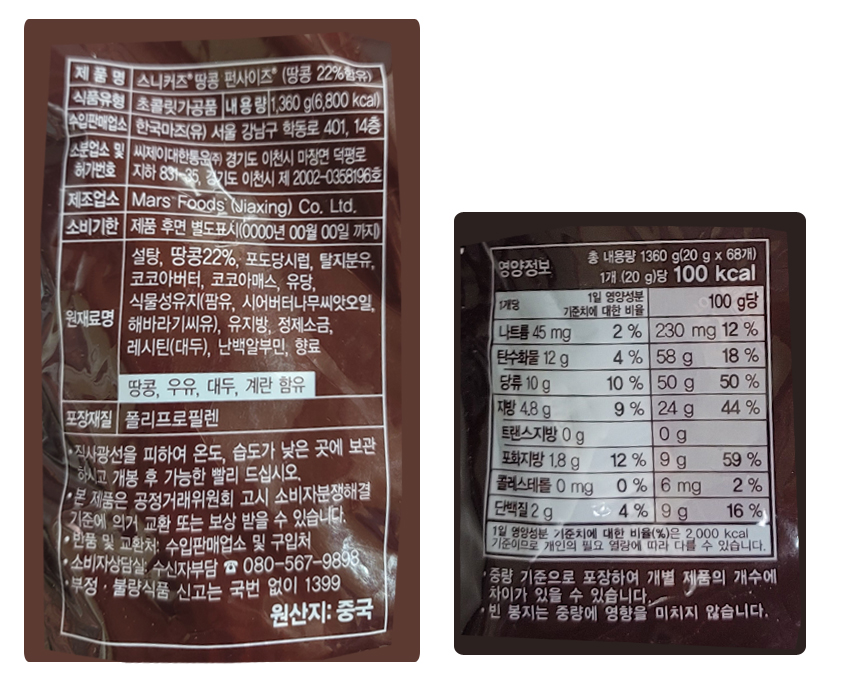 제 품 명 스니커즈® 땅콩 펀사이즈® (땅콩 22%함유)
식품유형 초콜릿가공품 내용량 1,360 g(6,800 kcal)
수입판매업소 한국마즈(유) 서울 강남구 학동로 401, 14층
소분업소 및 허가번호 씨제이대한통운㈜ 경기도 이천시 마장면 덕평로
지하 831-35, 경기도 이천시 제 2002-0358196호
제조업소 Mars Foods (Jiaxing) Co. Ltd.
소비기한 제품 후면 별도표시(0000년 00월 00일 까지)
원재료명 설탕, 땅콩22%, 포도당시럽, 탈지분유,
코코아버터, 코코아매스, 유당,
식물성유지(팜유, 시어버터나무씨앗오일,
해바라기씨유), 유지방, 정제소금,
레시틴(대두), 난백알부민, 향료
땅콩, 우유, 대두, 계란 함유
포장재질 폴리프로필렌
• 직사광선을 피하여 온도, 습도가 낮은 곳에 보관
하시고 개봉 후 가능한 빨리 드십시오.
• 본 제품은 공정거래위원회 고시 소비자분쟁해결
기준에 의거 교환 또는 보상 받을 수 있습니다.
• 반품 및 교환처: 수입판매업소 및 구입처
• 소비자상담실: 수신자부담 ☎ 080-567-9898
• 부정 · 불량식품 신고는 국번 없이 1399
원산지: 중국
영양정보 총 내용량 1360 g(20 g x 68개)
1개 (20 g)당 100 kcal
1개당 1일 영양성분 기준치에 대한 비율 100 g당
나트륨 45 mg 2 % 230 mg 12 %
탄수화물 12 g 4 % 58 g 18 %
당류 10 g 10 % 50 g 50 %
지방 4.8 g 9 % 24 g 44 %
트랜스지방 0 g 0 g
포화지방 1.8 g 12 % 9 g 59 %
콜레스테롤 0 mg 0 % 6 mg 2 %
단백질 2 g 4 % 9 g 16 %
1일 영양성분 기준치에 대한 비율(%)은 2,000 kcal
기준이므로 개인의 필요 열량에 따라 다를 수 있습니다.
• 중량 기준으로 포장하여 개별 제품의 개수에
차이가 있을 수 있습니다.
• 빈 봉지는 중량에 영향을 미치지 않습니다.